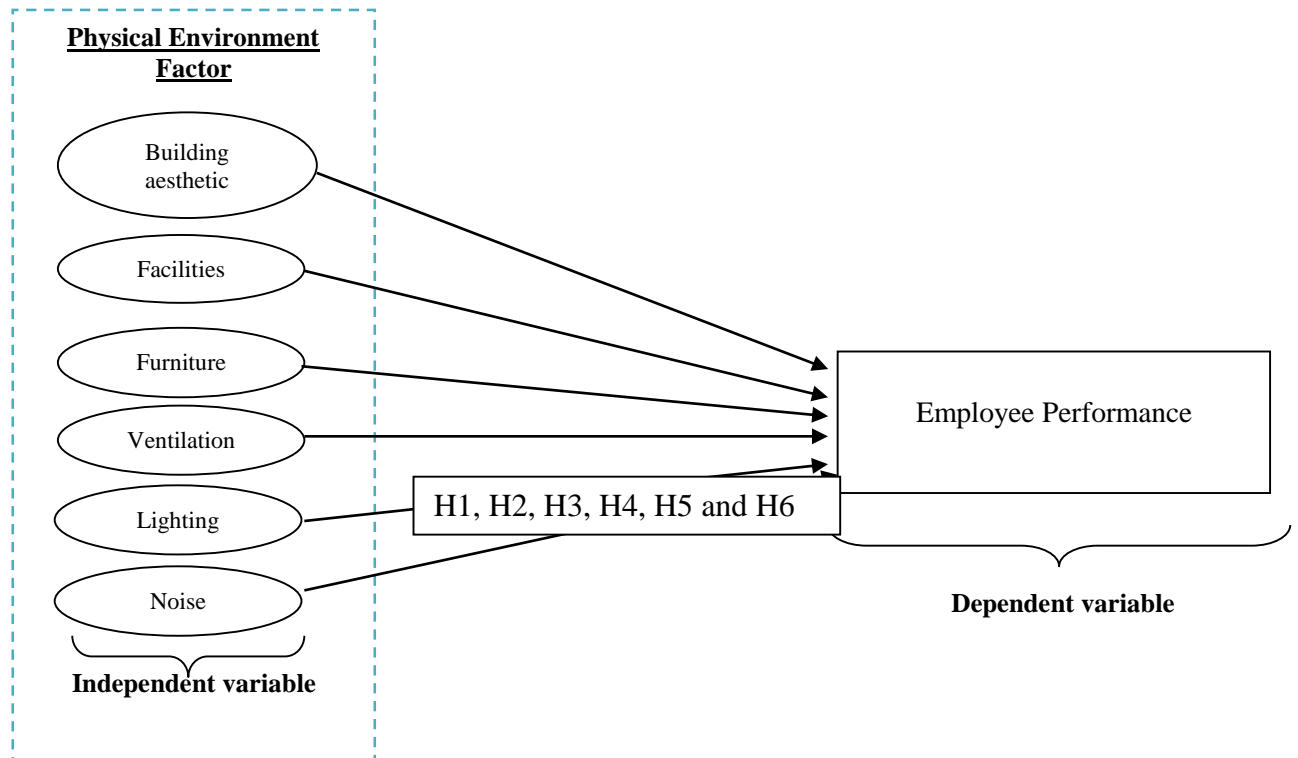 Physical Environment
Factor
Building
aesthetic
Facilities
Furniture
Ventilation
Lighting
Noise
Independent variable
H1, H2, H3, H4, H5 and H6
Employee Performance
Dependent variable